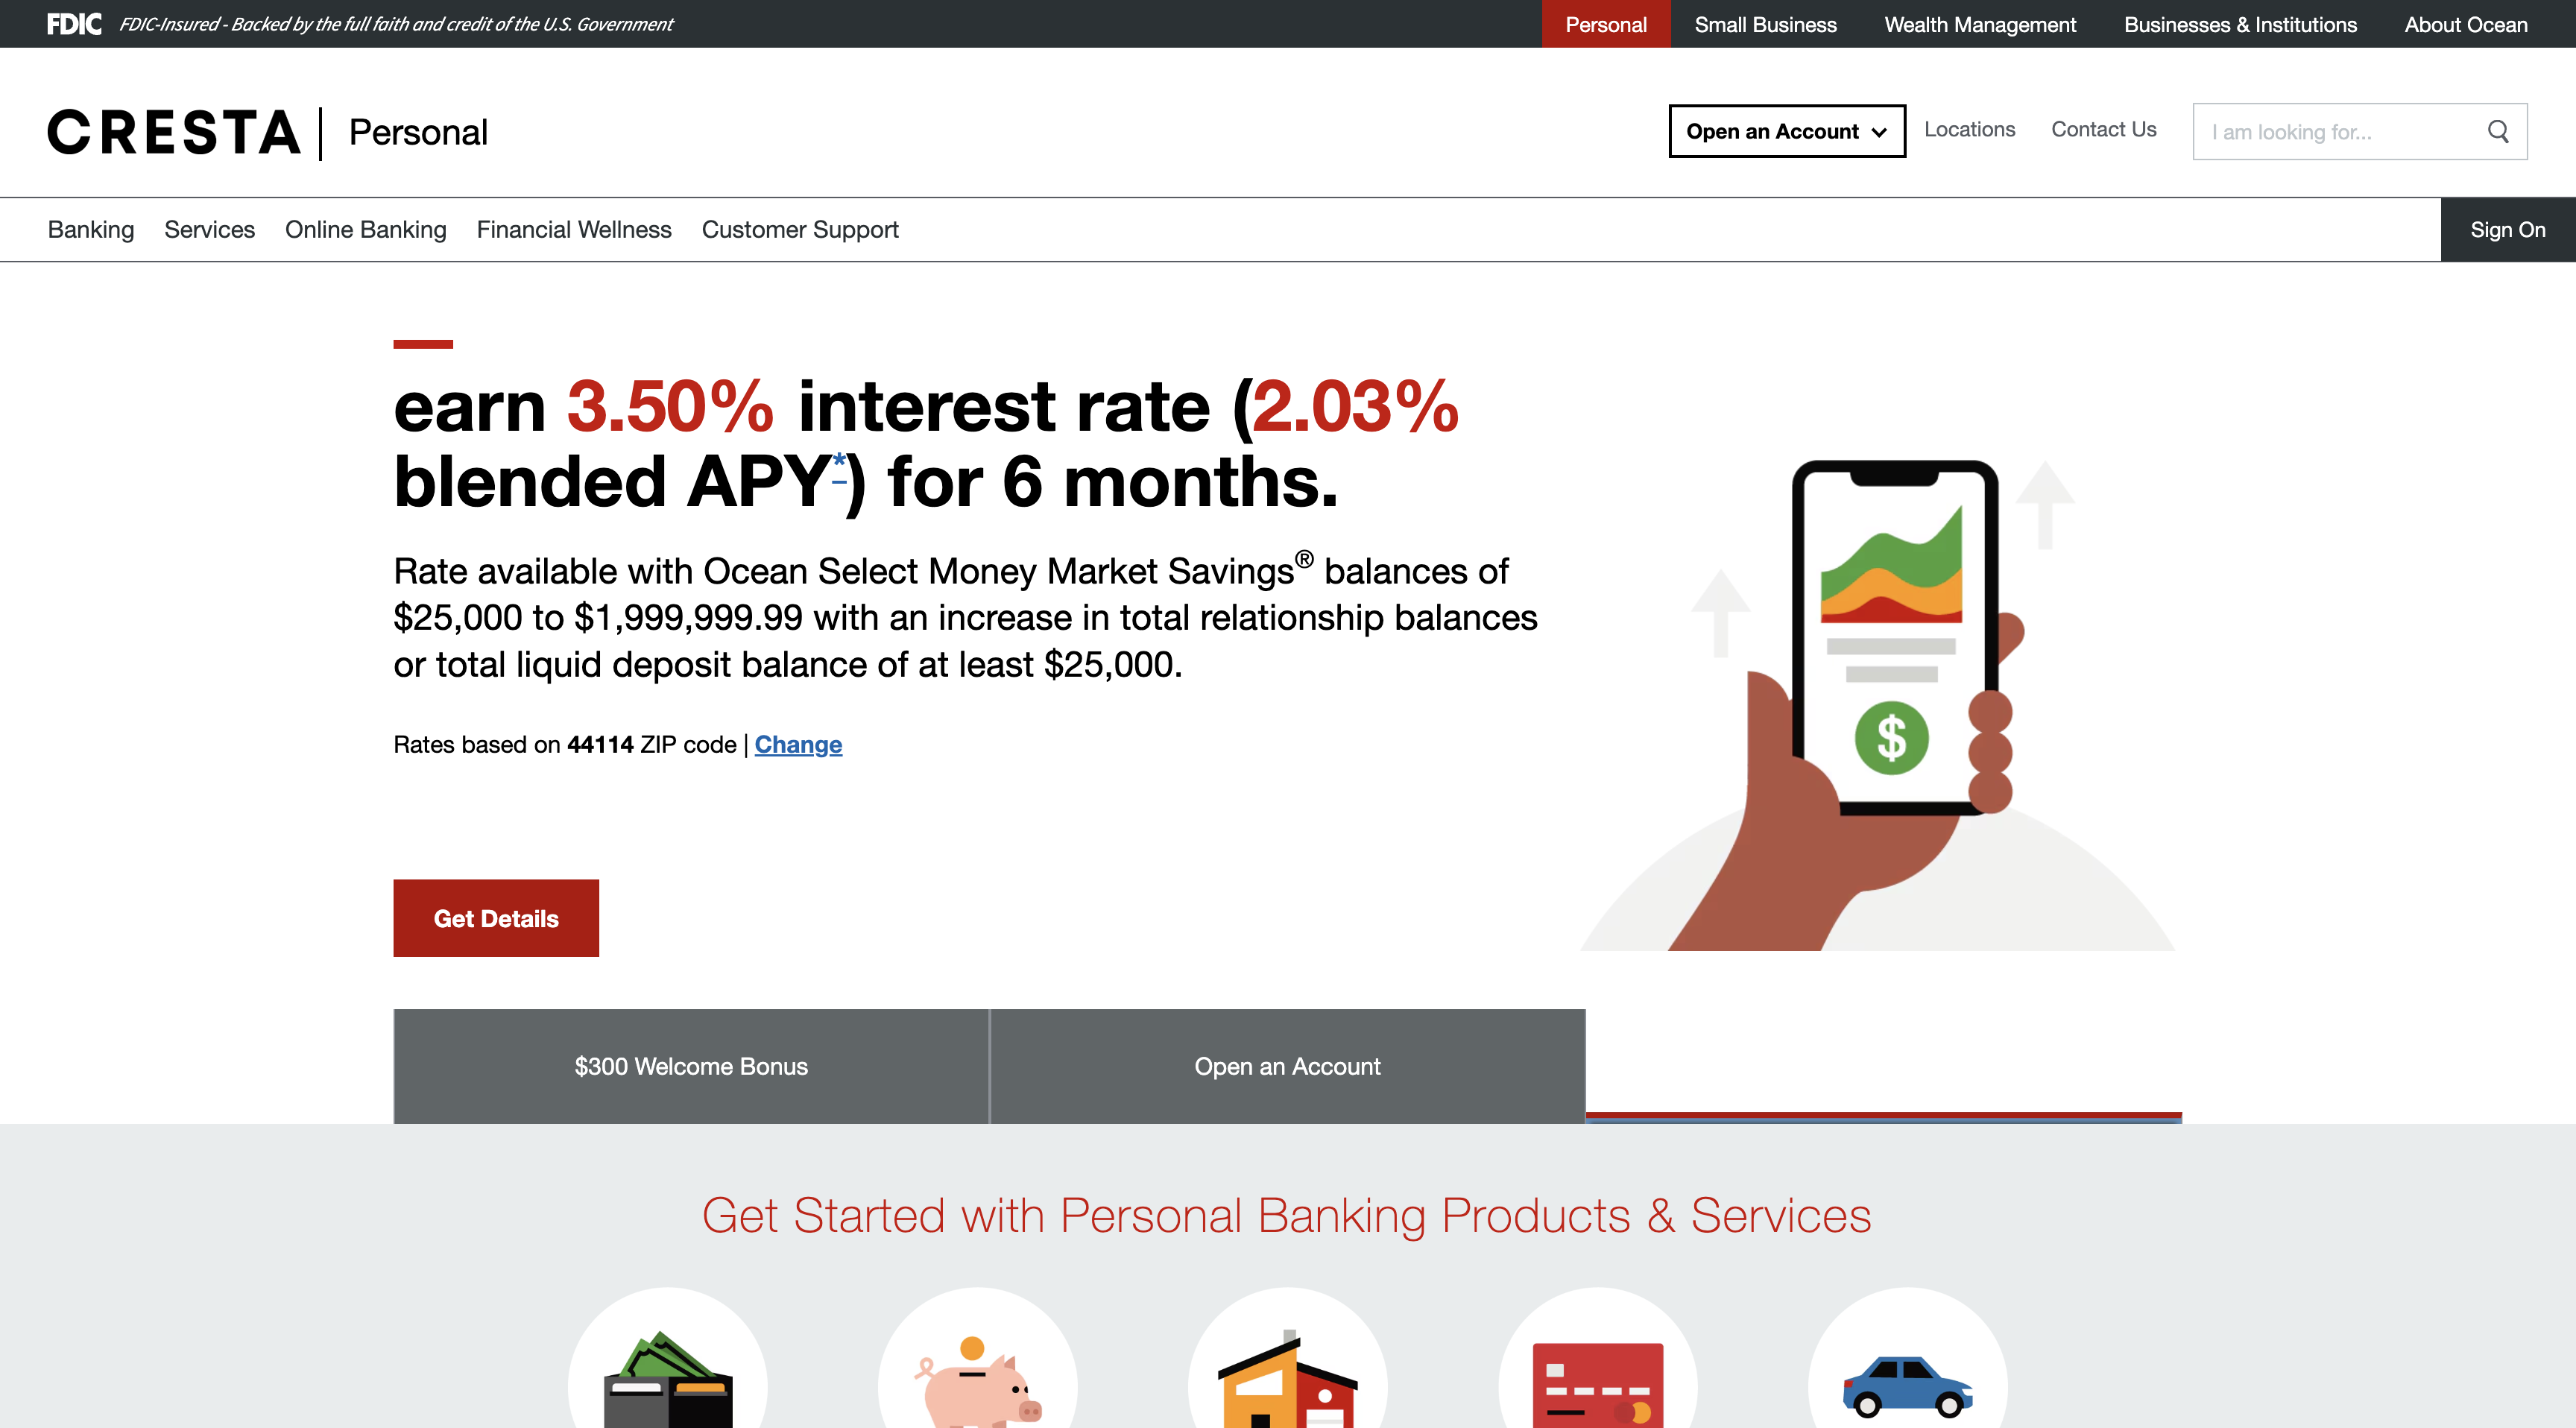 FDIC FDIC-Insured - Backed by the full faith and credit of the U.S. Government
Personal Small Business Wealth Management Businesses & Institutions About Ocean
CRESTA | Personal
Open an Account Locations Contact Us I am looking for...
Banking Services Online Banking Financial Wellness Customer Support
Sign On
earn 3.50% interest rate (2.03%
blended APY*) for 6 months.
Rate available with Ocean Select Money Market Savings® balances of
$25,000 to $1,999,999.99 with an increase in total relationship balances
or total liquid deposit balance of at least $25,000.
Rates based on 44114 ZIP code | Change
$
Get Details
$300 Welcome Bonus
Open an Account
Get Started with Personal Banking Products & Services